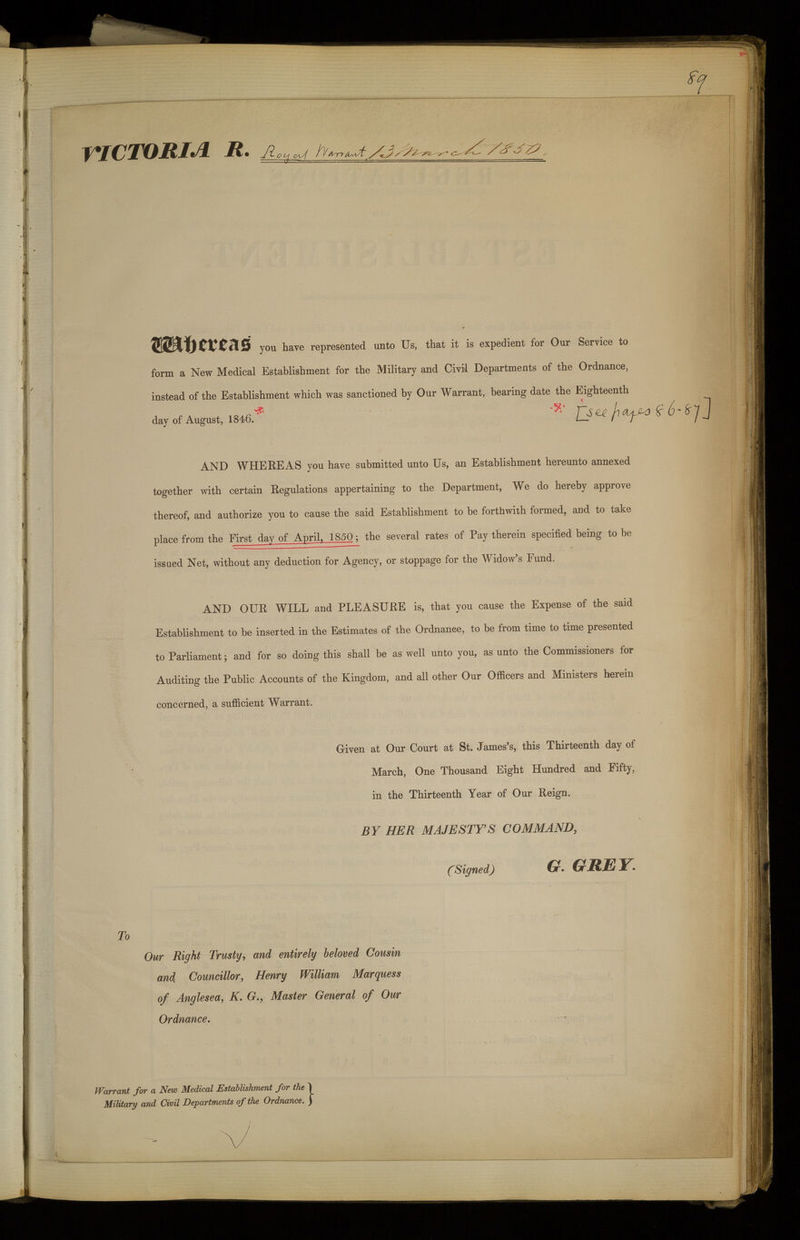 89
VICTORIA R. Royal Warrant 13 March 1850.
Whereas you have represented unto Us, that it is expedient for Our Service to
form a New Medical Establishment for the Military and Civil Departments of the Ordnance,
instead of the Establishment which was sanctioned by Our Warrant, bearing date the Eighteenth
day of August, 1846.* * [see pages 86-87]
AND WHEREAS you have submitted unto Us, an Establishment hereunto annexed
together with certain Regulations appertaining to the Department, We do hereby approve
thereof, and authorize you to cause the said Establishment to be forthwith formed, and to take
place from the First day of April, 1850; the several rates of Pay therein specified being to be
issued Net, without any deduction for Agency, or stoppage for the Widow's Fund.
AND OUR WILL and PLEASURE is, that you cause the Expense of the said
Establishment to be inserted in the Estimates of the Ordnance, to be from time to time presented
to Parliament; and for so doing this shall be as well unto you, as unto the Commissioners for
Auditing the Public Accounts of the Kingdom, and all other Our Officers and Ministers herein
concerned, a sufficient Warrant.
Given at Our Court at St. James's, this Thirteenth day of
March, One Thousand Eight Hundred and Fifty,
in the Thirteenth Year of Our Reign.
BY HER MAJESTY'S COMMAND,
(Signed) G. GREY.
To
Our Right Trusty, and entirely beloved Cousin
and Councillor, Henry William Marquess
of Anglesea, K. G., Master General of Our
Ordnance.
Warrant for a New Medical Establishment for the }
Military and Civil Departments of the Ordnance.